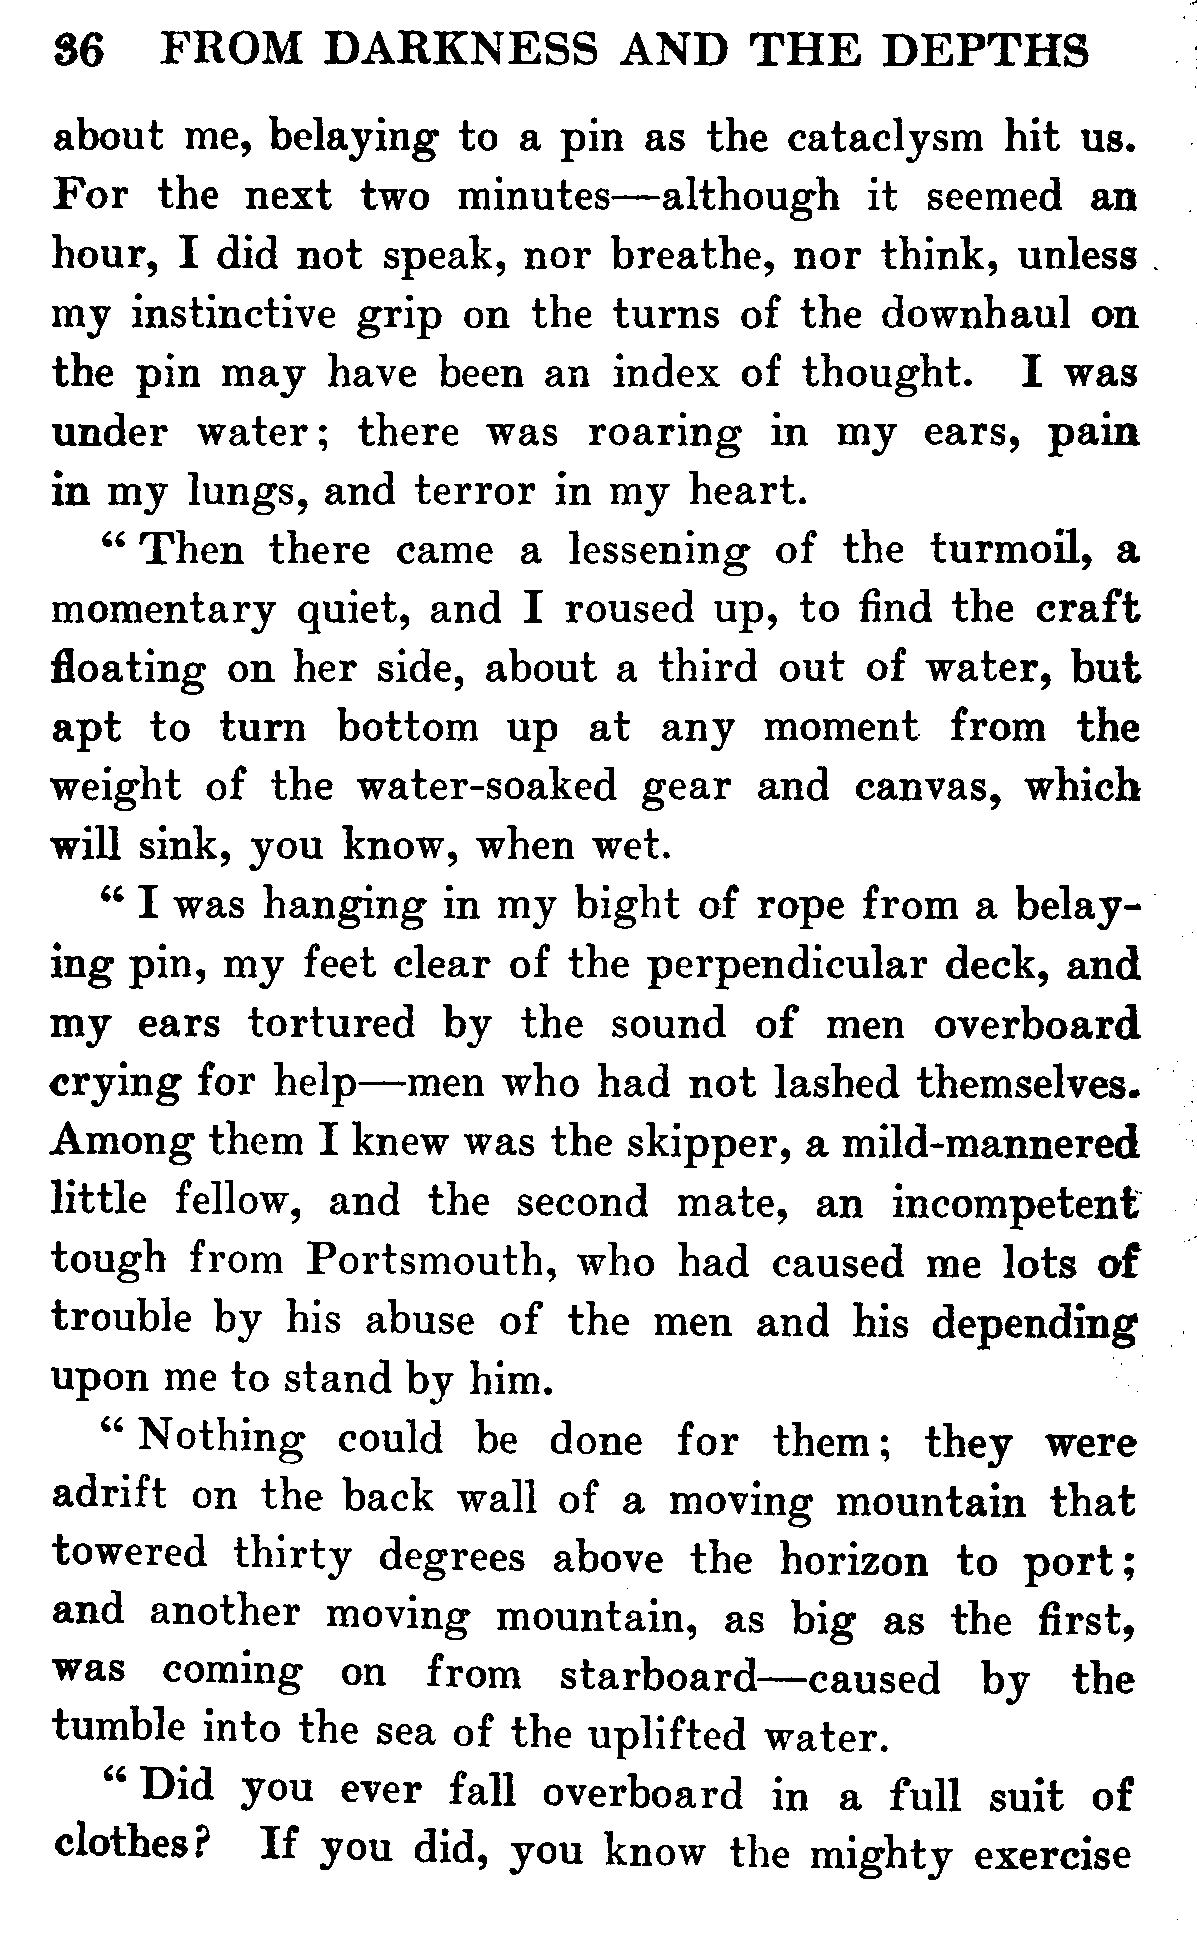 36 FROM DARKNESS AND THE DEPTHS
about me, belaying to a pin as the cataclysm hit us.
For the next two minutes—although it seemed an
hour, I did not speak, nor breathe, nor think, unless
my instinctive grip on the turns of the downhaul on
the pin may have been an index of thought. I was
under water; there was roaring in my ears, pain
in my lungs, and terror in my heart.
“Then there came a lessening of the turmoil, a
momentary quiet, and I roused up, to find the craft
floating on her side, about a third out of water, but
apt to turn bottom up at any moment from the
weight of the water-soaked gear and canvas, which
will sink, you know, when wet.
“I was hanging in my bight of rope from a belay-
ing pin, my feet clear of the perpendicular deck, and
my ears tortured by the sound of men overboard
crying for help—men who had not lashed themselves.
Among them I knew was the skipper, a mild-mannered
little fellow, and the second mate, an incompetent
tough from Portsmouth, who had caused me lots of
trouble by his abuse of the men and his depending
upon me to stand by him.
“Nothing could be done for them; they were
adrift on the back wall of a moving mountain that
towered thirty degrees above the horizon to port;
and another moving mountain, as big as the first,
was coming on from starboard—caused by the
tumble into the sea of the uplifted water.
“Did you ever fall overboard in a full suit of
clothes? If you did, you know the mighty exercise